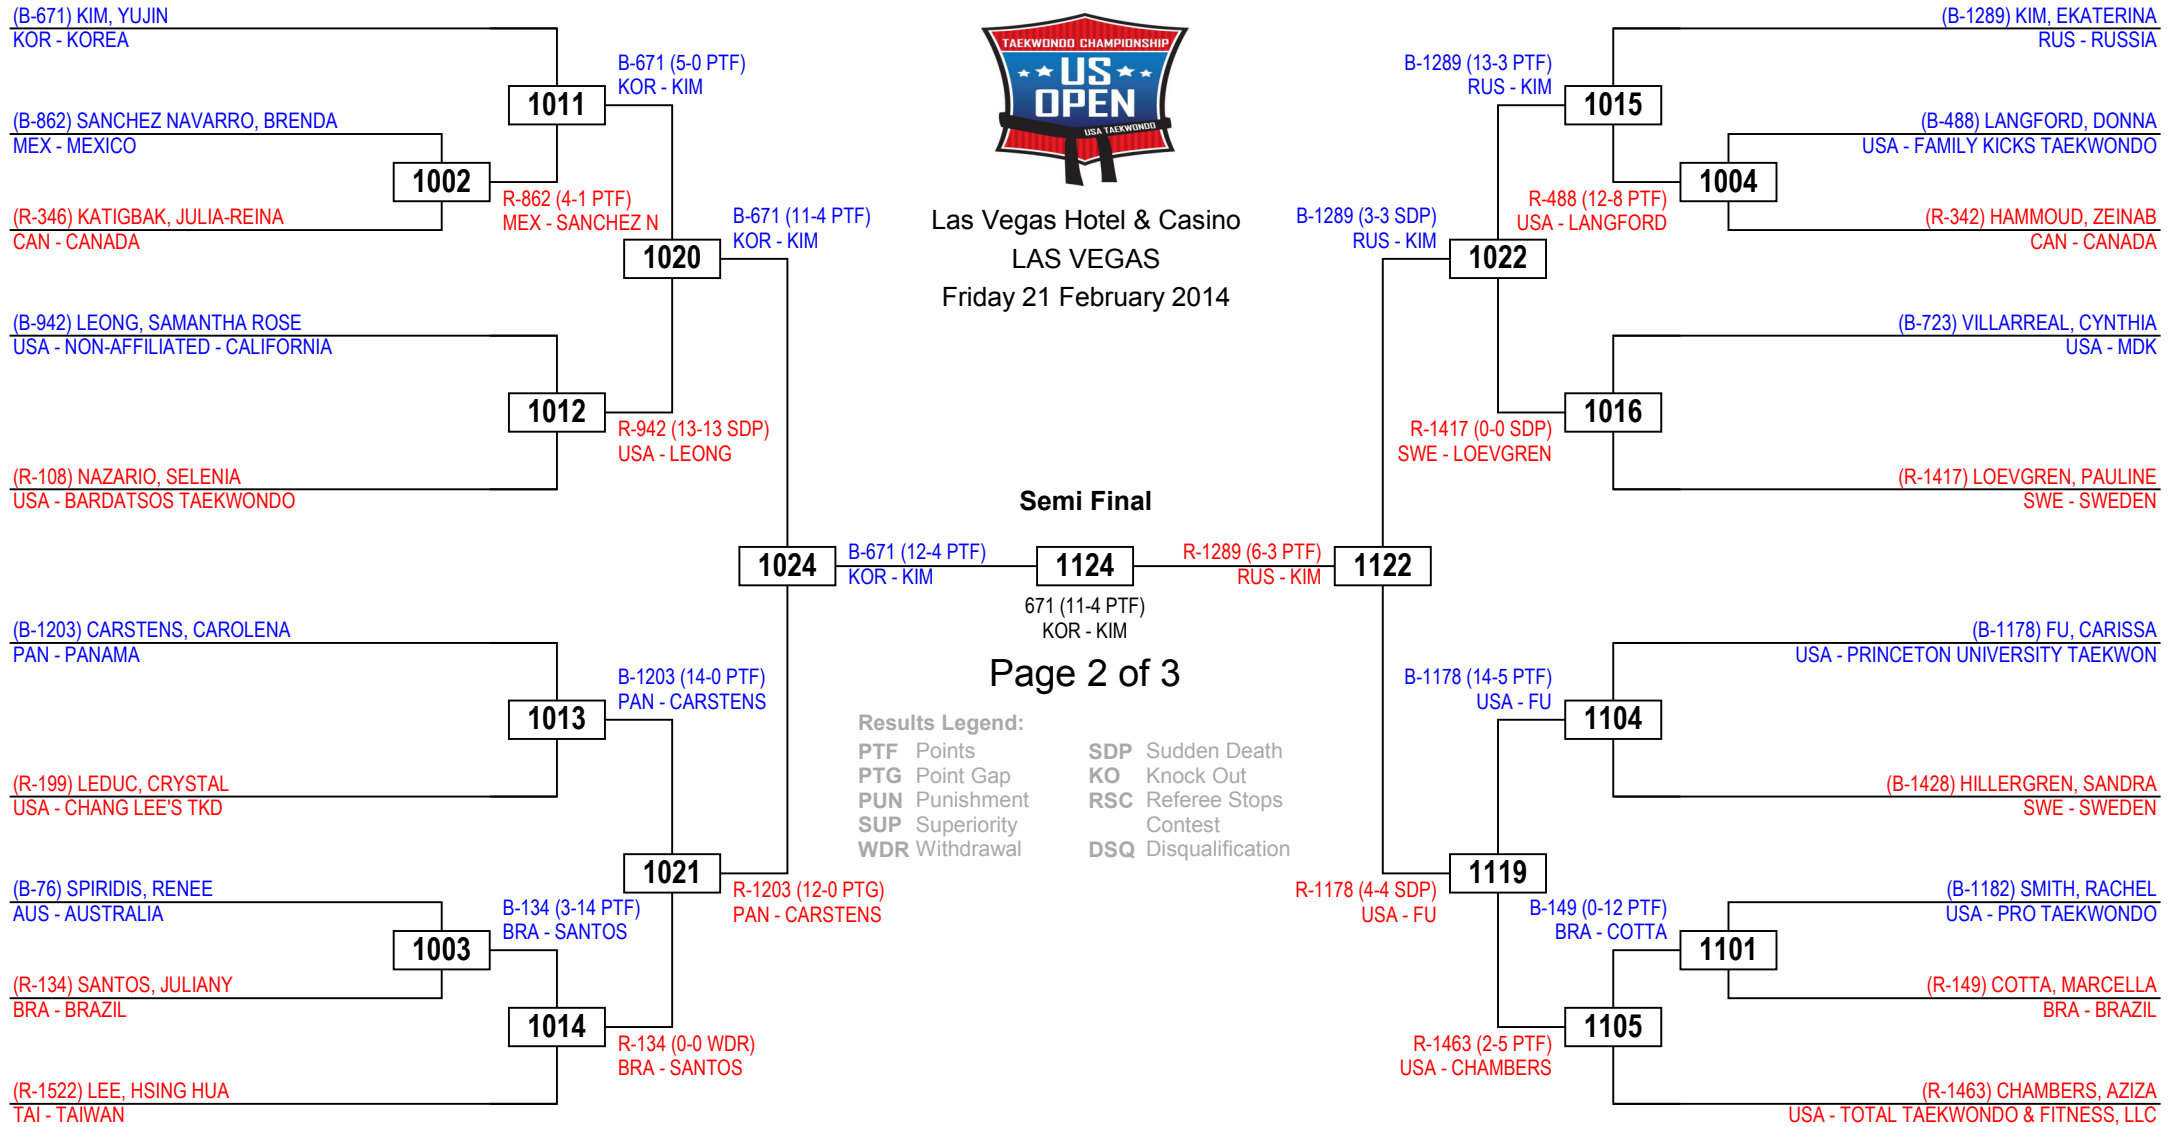 (B-671) KIM, YUJIN
KOR - KOREA
(B-862) SANCHEZ NAVARRO, BRENDA
MEX - MEXICO
(R-346) KATIGBAK, JULIA-REINA
CAN - CANADA
(B-942) LEONG, SAMANTHA ROSE
USA - NON-AFFILIATED - CALIFORNIA
(R-108) NAZARIO, SELENIA
USA - BARDATSOS TAEKWONDO
(B-1203) CARSTENS, CAROLENA
PAN - PANAMA
(R-199) LEDUC, CRYSTAL
USA - CHANG LEE'S TKD
(B-76) SPIRIDIS, RENEE
AUS - AUSTRALIA
(R-134) SANTOS, JULIANY
BRA - BRAZIL
(R-1522) LEE, HSING HUA
TAI - TAIWAN
1002
R-862 (4-1 PTF)
MEX - SANCHEZ N
1003
B-134 (3-14 PTF)
BRA - SANTOS
1011
B-671 (5-0 PTF)
KOR - KIM
1012
R-942 (13-13 SDP)
USA - LEONG
1013
B-1203 (14-0 PTF)
PAN - CARSTENS
1014
R-134 (0-0 WDR)
BRA - SANTOS
1020
B-671 (11-4 PTF)
KOR - KIM
1021
R-1203 (12-0 PTG)
PAN - CARSTENS
1024
B-671 (12-4 PTF)
KOR - KIM
TAEKWONDO CHAMPIONSHIP
US
OPEN
USA TAEKWONDO
Las Vegas Hotel & Casino
LAS VEGAS
Friday 21 February 2014
Semi Final
1124
671 (11-4 PTF)
KOR - KIM
Page 2 of 3
Results Legend:
PTF Points
PTG Point Gap
PUN Punishment
SUP Superiority
WDR Withdrawal
SDP Sudden Death
KO Knock Out
RSC Referee Stops
Contest
DSQ Disqualification
R-1289 (6-3 PTF)
RUS - KIM
1122
B-1289 (3-3 SDP)
RUS - KIM
1022
R-1178 (4-4 SDP)
USA - FU
1119
B-1289 (13-3 PTF)
RUS - KIM
1015
R-1417 (0-0 SDP)
SWE - LOEVGREN
1016
B-1178 (14-5 PTF)
USA - FU
1104
R-1463 (2-5 PTF)
USA - CHAMBERS
1105
R-488 (12-8 PTF)
USA - LANGFORD
1004
B-149 (0-12 PTF)
BRA - COTTA
1101
(B-1289) KIM, EKATERINA
RUS - RUSSIA
(B-488) LANGFORD, DONNA
USA - FAMILY KICKS TAEKWONDO
(R-342) HAMMOUD, ZEINAB
CAN - CANADA
(B-723) VILLARREAL, CYNTHIA
USA - MDK
(R-1417) LOEVGREN, PAULINE
SWE - SWEDEN
(B-1178) FU, CARISSA
USA - PRINCETON UNIVERSITY TAEKWON
(B-1428) HILLERGREN, SANDRA
SWE - SWEDEN
(B-1182) SMITH, RACHEL
USA - PRO TAEKWONDO
(R-149) COTTA, MARCELLA
BRA - BRAZIL
(R-1463) CHAMBERS, AZIZA
USA - TOTAL TAEKWONDO & FITNESS, LLC